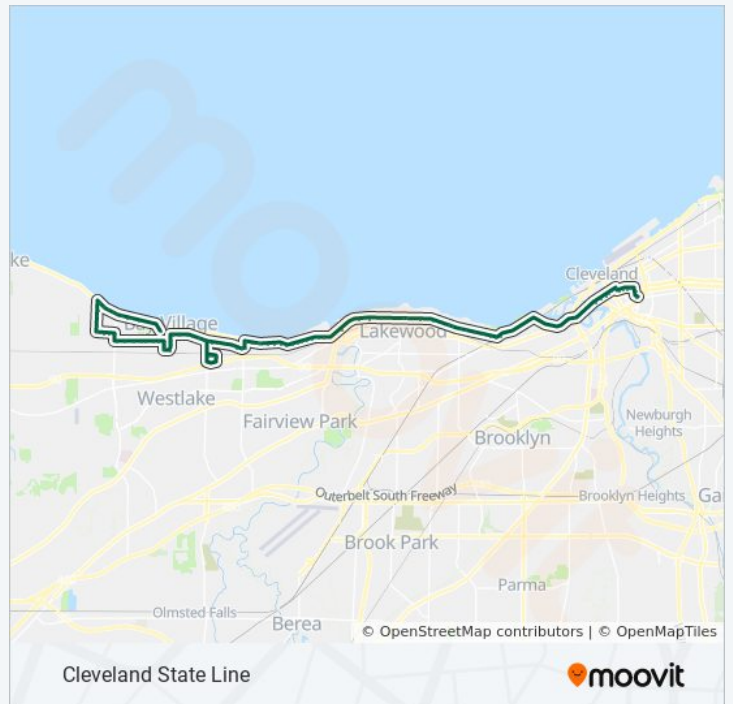 mo
ke
Cleveland
Bay Village
Lakewood
Westlake
Fairview Park
Newburgh
Heights
Brooklyn
Outerbelt South Freeway
Brooklyn Heights
Ga
Brook Park
Parma
Olmsted Falls
Berea
© OpenStreetMap contributors | © OpenMapTiles
Cleveland State Line
moovit